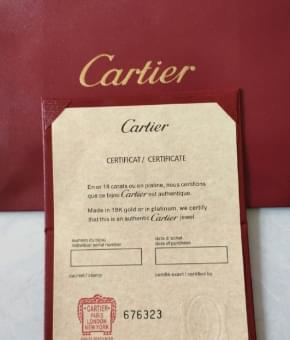 Cartier
Cartier
CERTIFICAT / CERTIFICATE
En or 18 carats ou en platine, nous certifions
que ce bijou Cartier est authentique.
Made in 18K gold or in platinum, we certify
that this is an authentic Cartier jewel
numéro du bijou
individual serial number
date d'achat
date of purchase
cachet / stamp
certifié exact / certified by
CARTIER
PARIS
LONDON
NEW YORK
676323